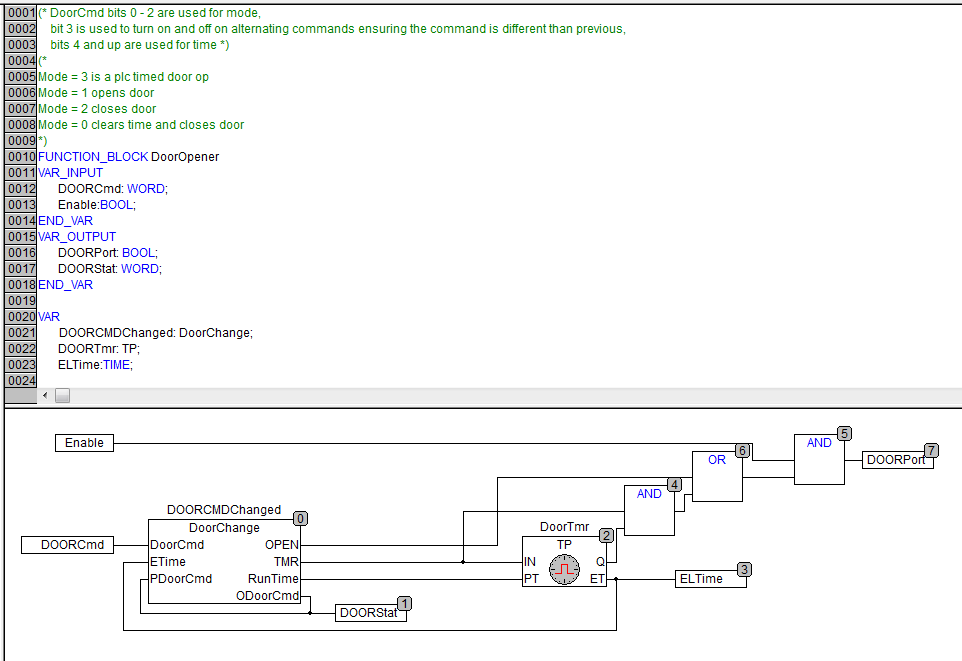 0001 (* DoorCmd bits 0 - 2 are used for mode,
0002 bit 3 is used to turn on and off on alternating commands ensuring the command is different than previous,
0003 bits 4 and up are used for time *)
0004 (*
0005 Mode = 3 is a plc timed door op
0006 Mode = 1 opens door
0007 Mode = 2 closes door
0008 Mode = 0 clears time and closes door
0009 *)
0010 FUNCTION_BLOCK DoorOpener
0011 VAR_INPUT
0012 DOORCmd: WORD;
0013 Enable:BOOL;
0014 END_VAR
0015 VAR_OUTPUT
0016 DOORPort: BOOL;
0017 DOORStat: WORD;
0018 END_VAR
0019
0020 VAR
0021 DOORCMDChanged: DoorChange;
0022 DOORTmr: TP;
0023 ELTime:TIME;
0024
Enable
AND 5
DOORPort 7
OR 6
AND 4
DOORCMDChanged
DoorChange 0
DOORCmd
DoorCmd OPEN
ETime TMR
PDoorCmd RunTime
ODoorCmd
DOORStat 1
DoorTmr
TP 2
IN Q
PT ET
ELTime 3